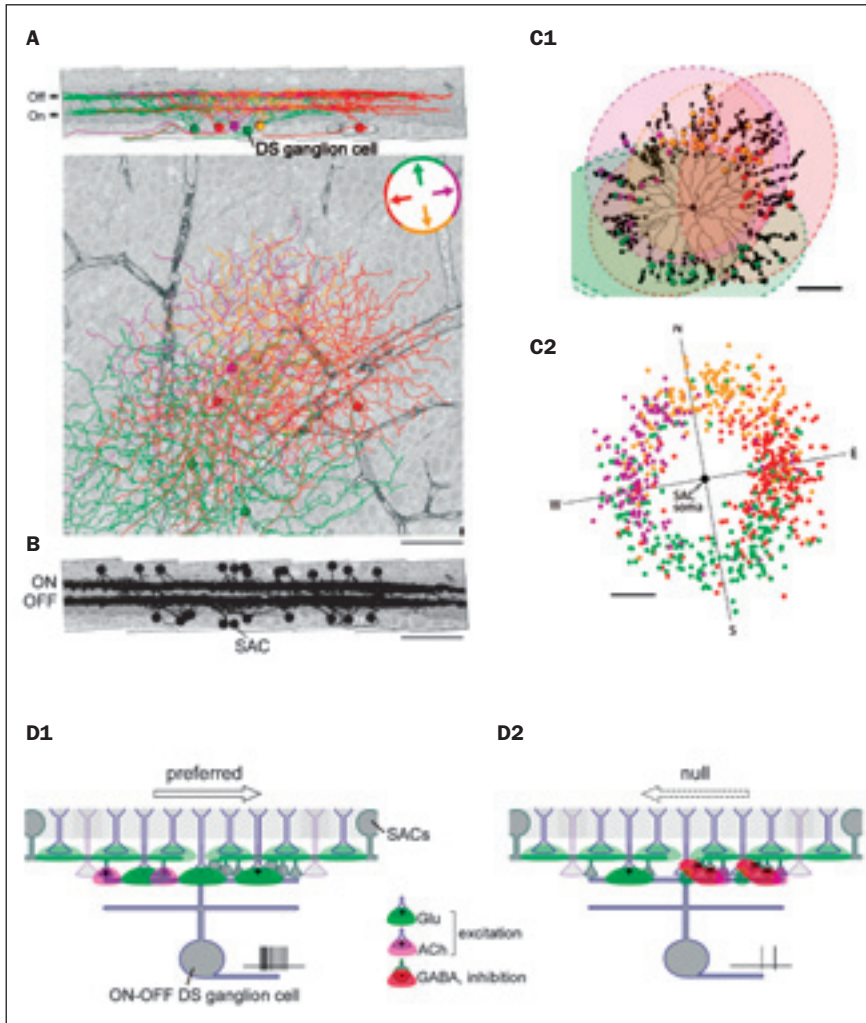 A
Off
On
DS ganglion cell
B
ON
OFF
SAC
C1
C2
N
E
SAC
soma
W
S
D1
preferred
SACs
ON-OFF DS ganglion cell
Glu
ACh
excitation
GABA, inhibition
D2
null